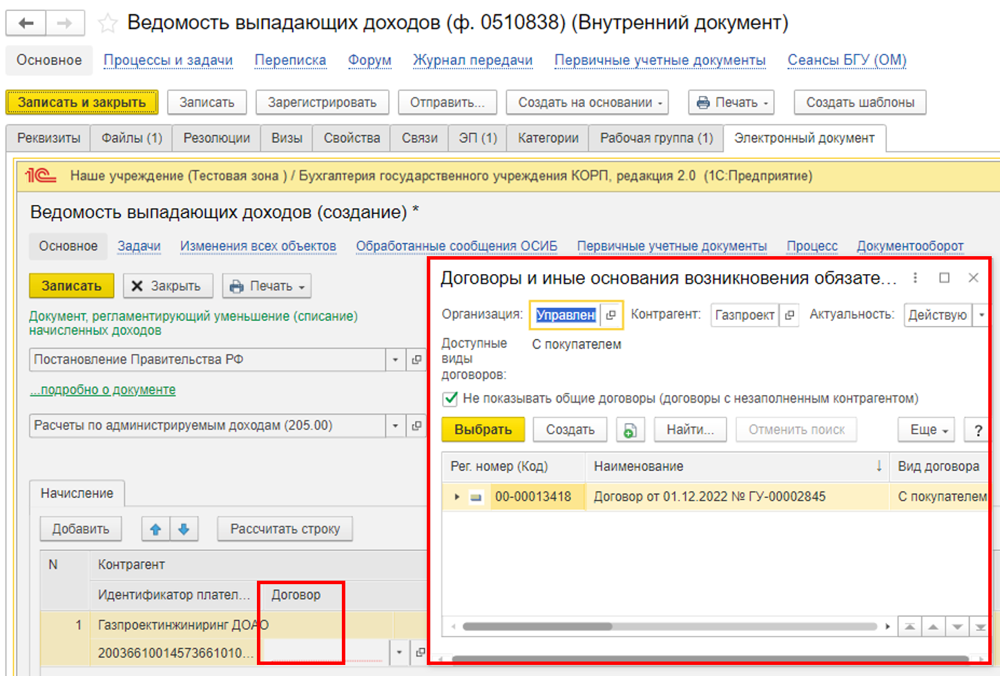 Ведомость выпадающих доходов (ф. 0510838) (Внутренний документ)
Основное Процессы и задачи Переписка Форум Журнал передачи Первичные учетные документы Сеансы БГУ (ОМ)
Записать и закрыть Записать Зарегистрировать Отправить... Создать на основании Печать Создать шаблоны
Реквизиты Файлы (1) Резолюции Визы Свойства Связи ЭП (1) Категории Рабочая группа (1) Электронный документ
1С Наше учреждение (Тестовая зона ) / Бухгалтерия государственного учреждения КОРП, редакция 2.0 (1С:Предприятие)
Ведомость выпадающих доходов (создание) *
Основное Задачи Изменения всех объектов Обработанные сообщения ОСИБ Первичные учетные документы Процесс Документооборот
Записать Закрыть Печать
Документ, регламентирующий уменьшение (списание)
начисленных доходов
Постановление Правительства РФ
...подробно о документе
Расчеты по администрируемым доходам (205.00)
Начисление
Добавить Рассчитать строку
N Контрагент
Идентификатор плател... Договор
1 Газпроектинжиниринг ДОАО
20036610014573661010...
Договоры и иные основания возникновения обязате...
Организация: Управлен Контрагент: Газпроект Актуальность: Действую
Доступные
виды
договоров:
С покупателем
Не показывать общие договоры (договоры с незаполненным контрагентом)
Выбрать Создать Найти... Отменить поиск Еще ?
Рег. номер (Код) Наименование ↓ Вид договора
00-00013418 Договор от 01.12.2022 № ГУ-00002845 С покупателем